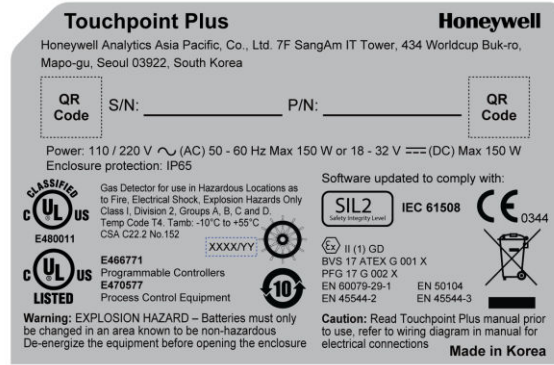 Touchpoint Plus
Honeywell
Honeywell Analytics Asia Pacific, Co., Ltd. 7F SangAm IT Tower, 434 Worldcup Buk-ro,
Mapo-gu, Seoul 03922, South Korea
QR
Code
S/N:
P/N:
QR
Code
Power: 110 / 220 V (AC) 50 - 60 Hz Max 150 W or 18 - 32 V (DC) Max 150 W
Enclosure protection: IP65
CLASSIFIED
C UL US
E480011
Gas Detector for use in Hazardous Locations as
to Fire, Electrical Shock, Explosion Hazards Only
Class I, Division 2, Groups A, B, C and D.
Temp Code T4. Tamb: -10°C to +55°C
CSA C22.2 No.152
XXXX/YY
C UL US
LISTED
E466771
Programmable Controllers
E470577
Process Control Equipment
10
Warning: EXPLOSION HAZARD – Batteries must only
be changed in an area known to be non-hazardous
De-energize the equipment before opening the enclosure
Software updated to comply with:
SIL2
Safety Integrity Level
IEC 61508
CE 0344
Ex II (1) GD
BVS 17 ATEX G 001 X
PFG 17 G 002 X
EN 60079-29-1 EN 50104
EN 45544-2 EN 45544-3
Caution: Read Touchpoint Plus manual prior
to use, refer to wiring diagram in manual for
electrical connections
Made in Korea